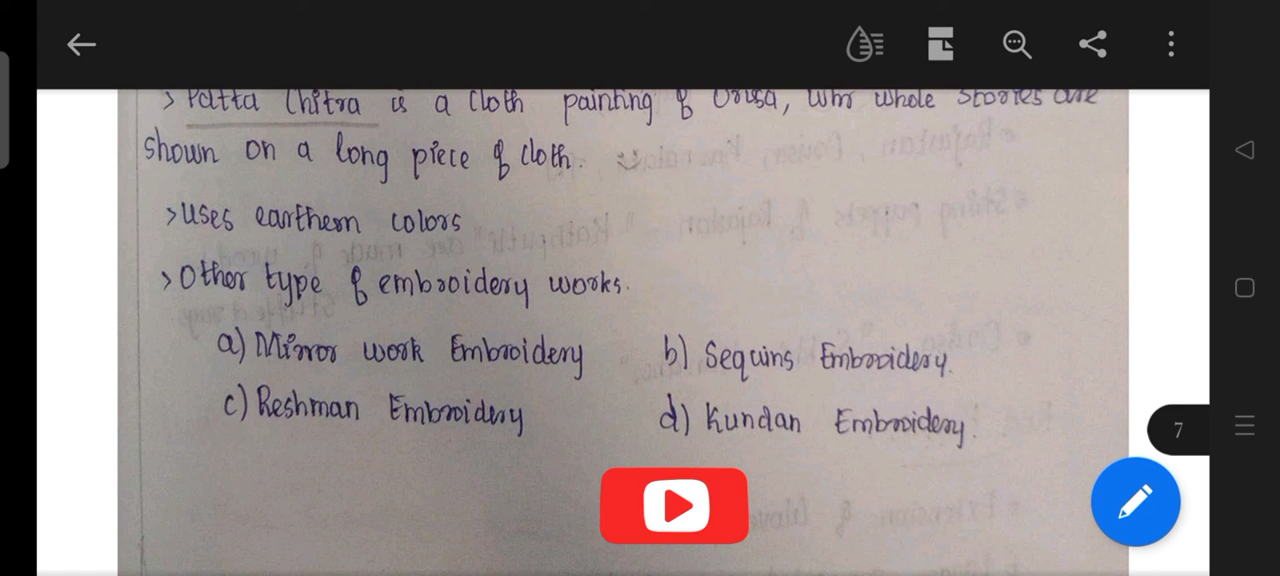 > Patta Chitra is a cloth painting of Orissa, whr whole stories are
shown on a long piece of cloth.
> Uses earthern colors
> Other type of embroidery works.
a) Mirror work Embroidery b) Sequins Embroidery.
c) Reshman Embroidery d) Kundan Embroidery.
7